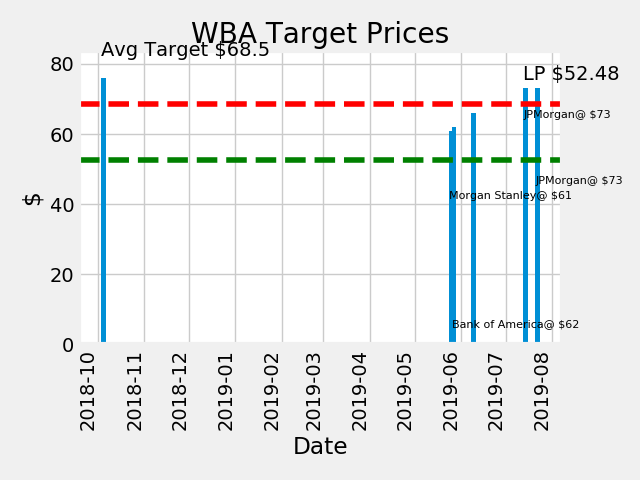 WBA Target Prices
Avg Target $68.5
LP $52.48
JPMorgan@ $73
JPMorgan@ $73
Morgan Stanley@ $61
Bank of America@ $62
$
80
60
40
20
0
2018-10
2018-11
2018-12
2019-01
2019-02
2019-03
2019-04
2019-05
2019-06
2019-07
2019-08
Date